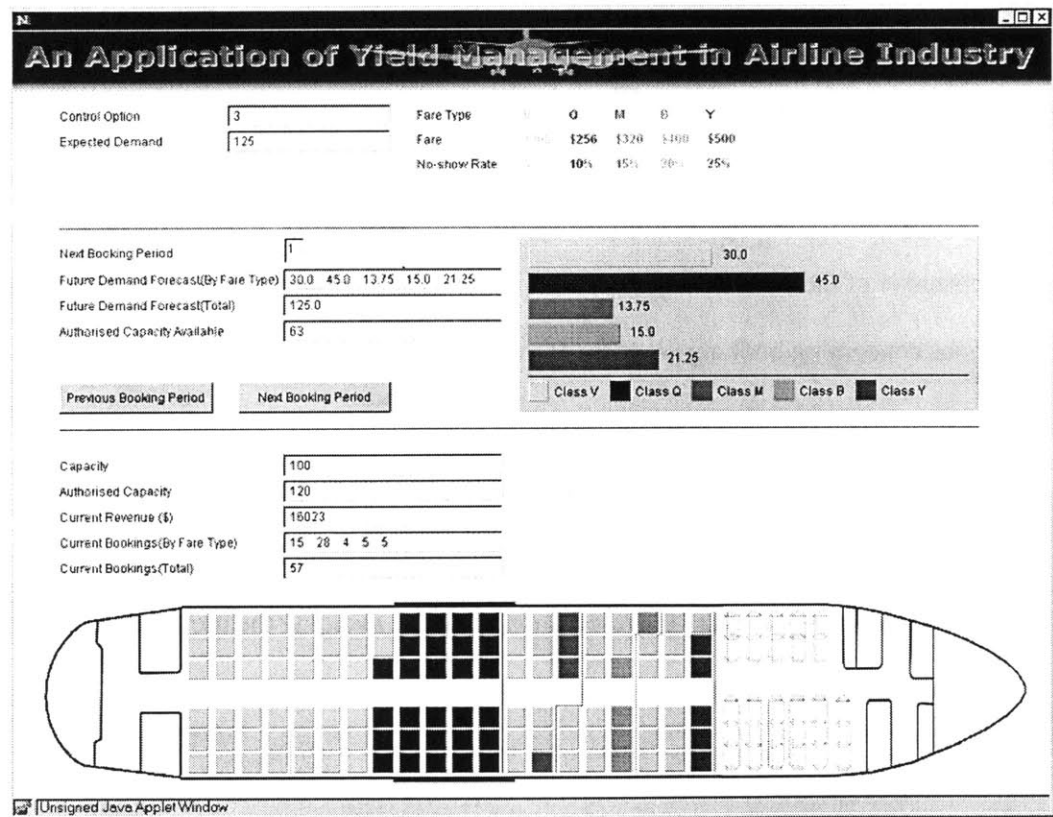 An Application of Yield Management in Airline Industry
Control Option 3
Expected Demand 125
Fare Type Q M B Y
Fare $256 $320 $400 $500
No-show Rate 10% 15% 20% 25%
Next Booking Period 1
Future Demand Forecast(By Fare Type) 30.0 45.0 13.75 15.0 21.25
Future Demand Forecast(Total) 125.0
Authorised Capacity Available 63
30.0
45.0
13.75
15.0
21.25
Class V Class Q Class M Class B Class Y
Previous Booking Period Next Booking Period
Capacity 100
Authorised Capacity 120
Current Revenue ($) 16023
Current Bookings(By Fare Type) 15 28 4 5 5
Current Bookings(Total) 57
Unsigned Java Applet Window